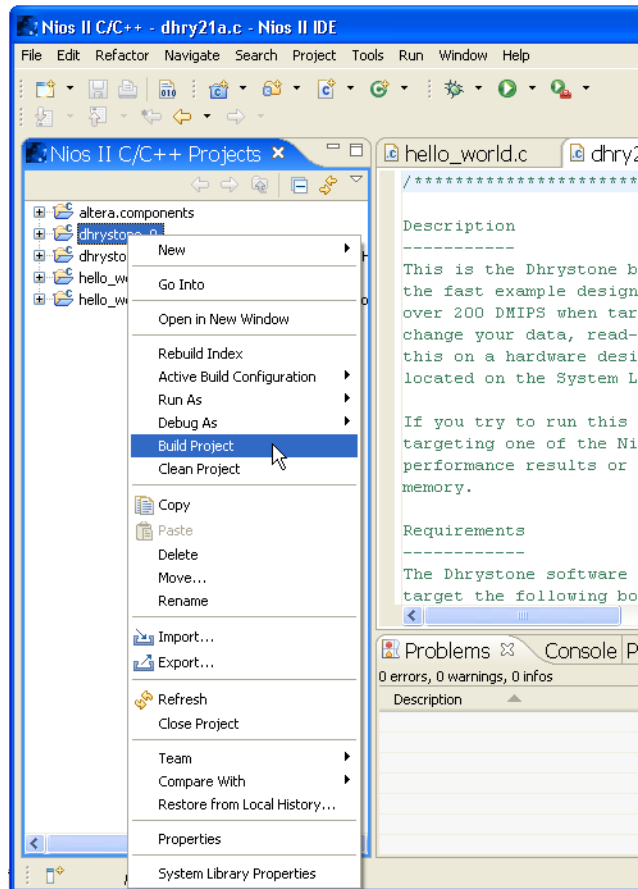 Nios II C/C++ - dhry21a.c - Nios II IDE
File Edit Refactor Navigate Search Project Tools Run Window Help
Nios II C/C++ Projects
hello_world.c
altera.components
dhrystone_0
New
Go Into
Open in New Window
Rebuild Index
Active Build Configuration
Run As
Debug As
Build Project
Clean Project
Copy
Paste
Delete
Move...
Rename
Import...
Export...
Refresh
Close Project
Team
Compare With
Restore from Local History...
Properties
System Library Properties
/***********************
Description
-----------
This is the Dhrystone b
the fast example design
over 200 DMIPS when tar
change your data, read-
this on a hardware desi
located on the System L
If you try to run this
targeting one of the Ni
performance results or
memory.
Requirements
------------
The Dhrystone software
target the following bo
Problems Console P
0 errors, 0 warnings, 0 infos
Description